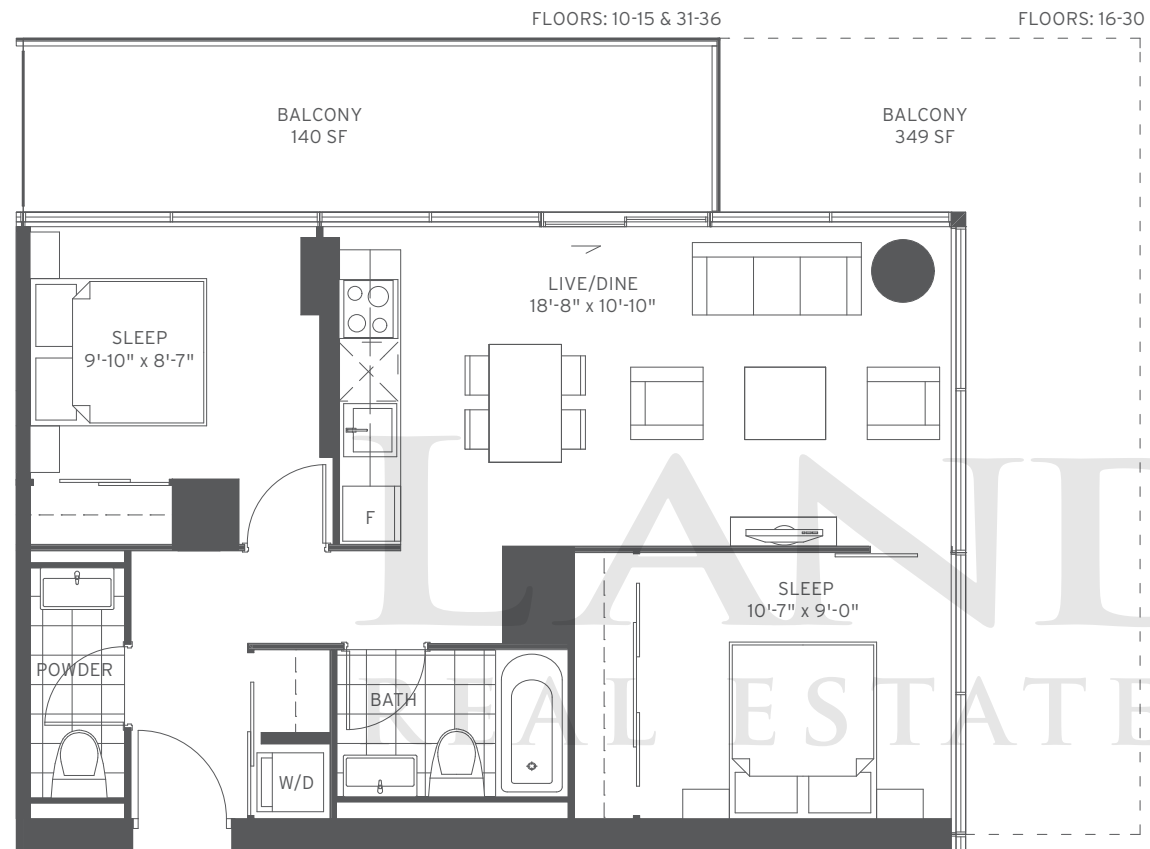 FLOORS: 10-15 & 31-36
FLOORS: 16-30
BALCONY
140 SF
BALCONY
349 SF
LIVE/DINE
18'-8" x 10'-10"
SLEEP
9'-10" x 8'-7"
F
SLEEP
10'-7" x 9'-0"
POWDER
BATH
W/D
LAND
REAL ESTATE